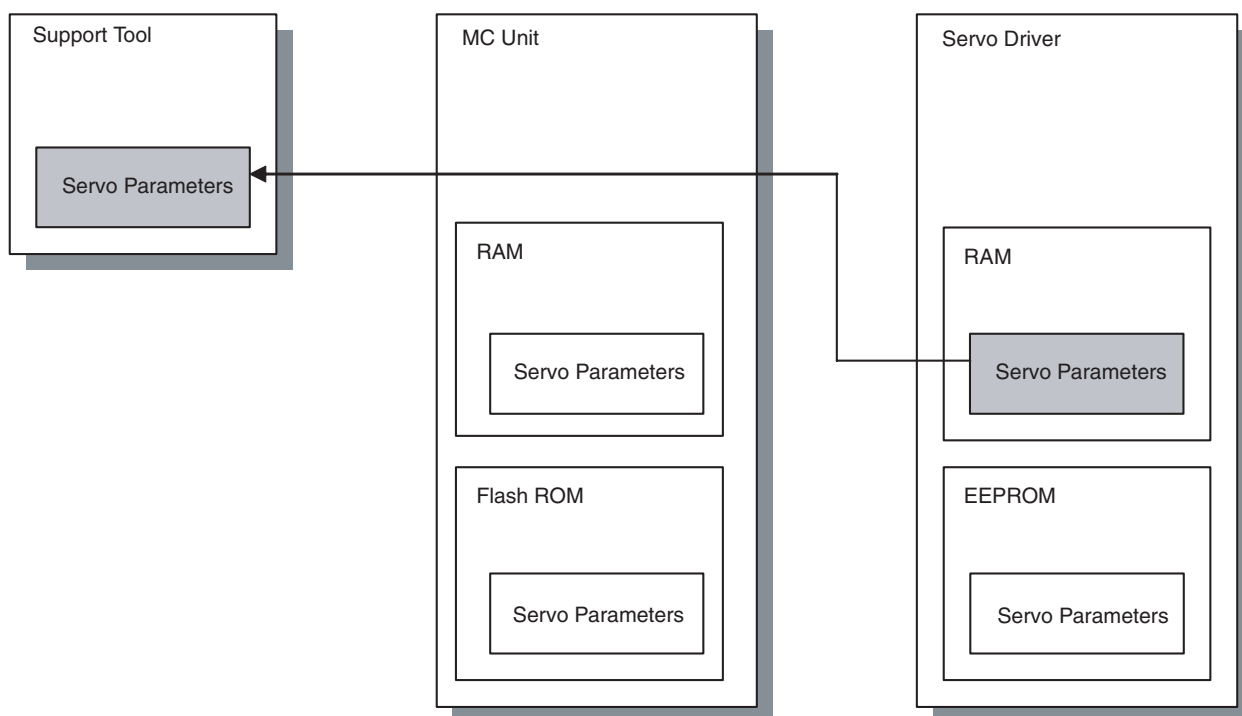 Support Tool
Servo Parameters
MC Unit
RAM
Servo Parameters
Flash ROM
Servo Parameters
Servo Driver
RAM
Servo Parameters
EEPROM
Servo Parameters